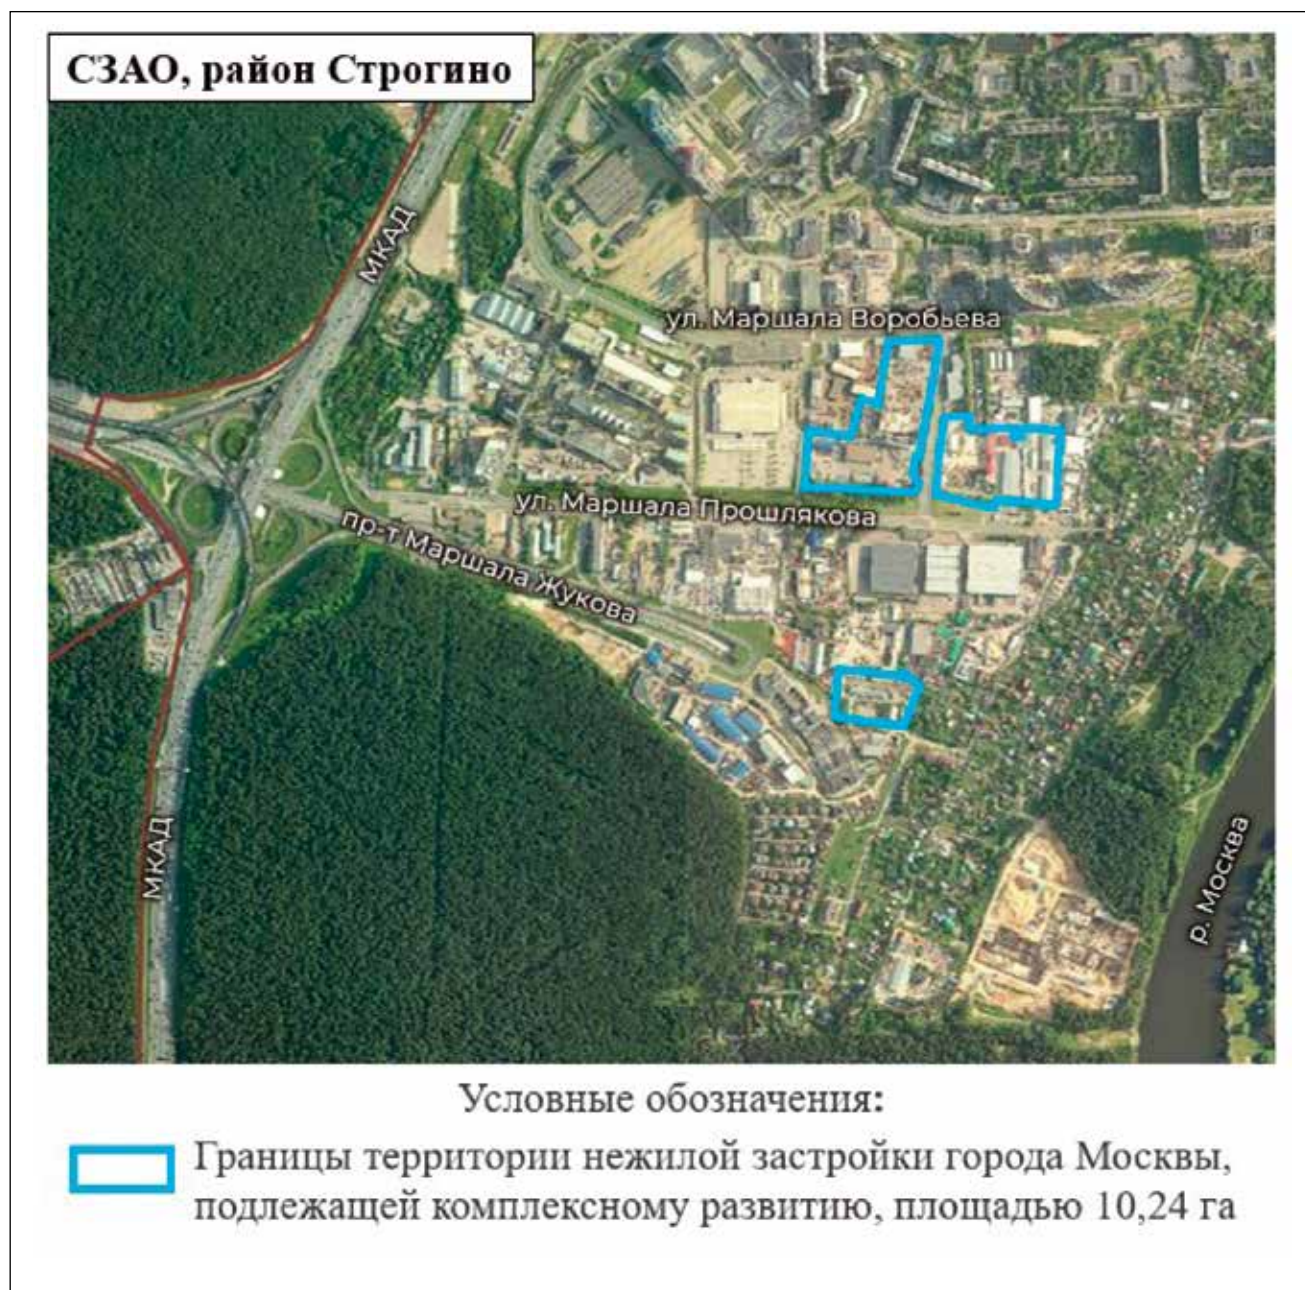 СЗАО, район Строгино
МКАД
ул. Маршала Воробьева
ул. Маршала Прошлякова
пр-т Маршала Жукова
МКАД
р. Москва
Условные обозначения:
Границы территории нежилой застройки города Москвы,
подлежащей комплексному развитию, площадью 10,24 га